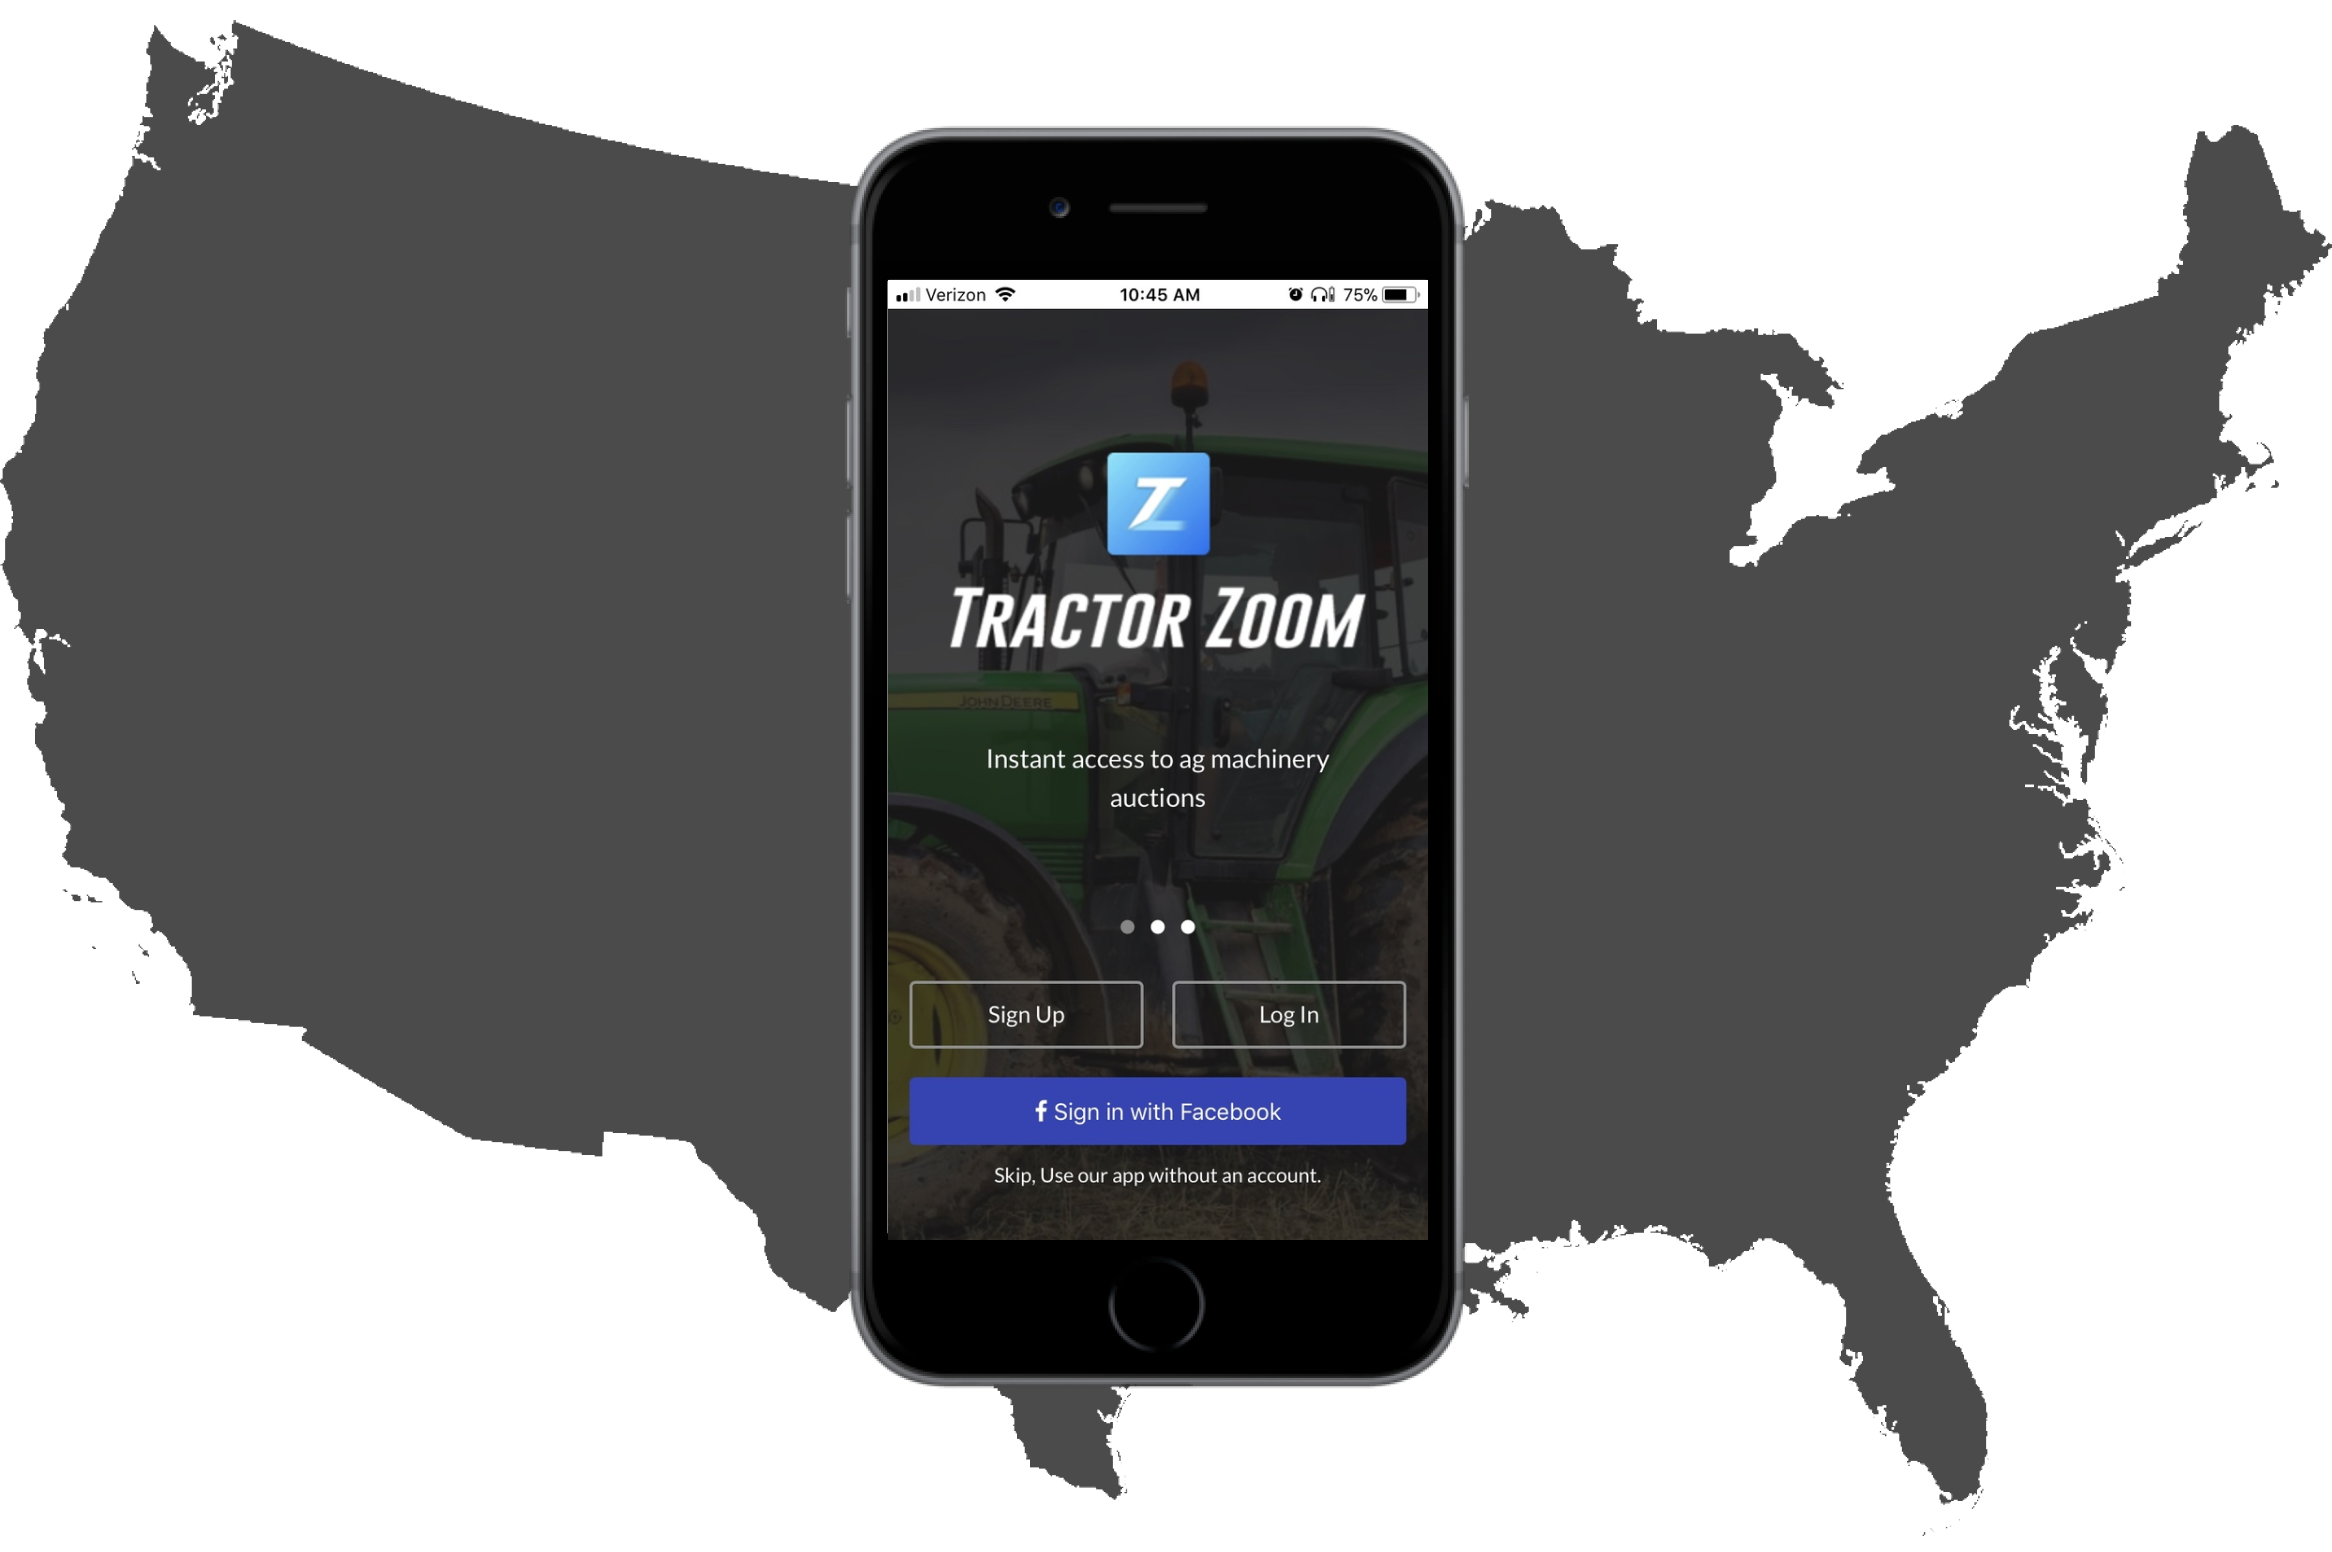 Verizon 10:45 AM 75%
TZ
TRACTOR ZOOM
JOHN DEERE
Instant access to ag machinery
auctions
Sign Up Log In
f Sign in with Facebook
Skip, Use our app without an account.